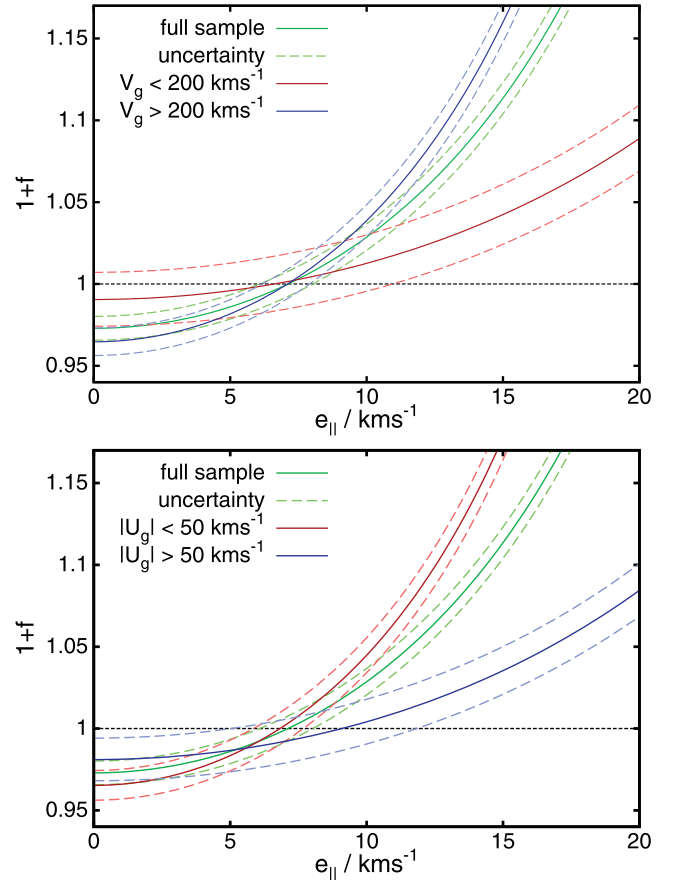 1.15
1.1
1.05
1
0.95
1+f
full sample
uncertainty
V_g < 200 kms⁻¹
V_g > 200 kms⁻¹
0 5 10 15 20
e_|| / kms⁻¹
1.15
1.1
1.05
1
0.95
1+f
full sample
uncertainty
|U_g| < 50 kms⁻¹
|U_g| > 50 kms⁻¹
0 5 10 15 20
e_|| / kms⁻¹